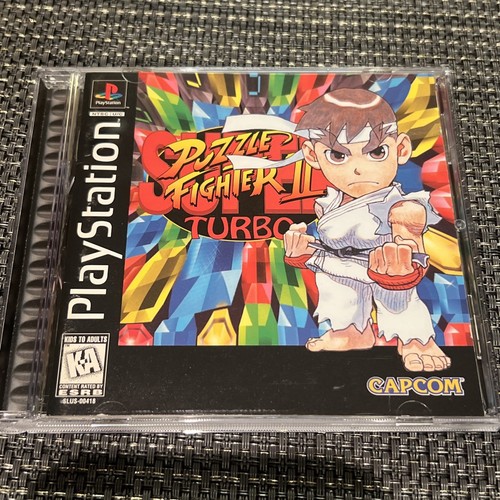 PlayStation
NTSC U/C
PlayStation
SUPER
PUZZLE
FIGHTER II
TURBO
KIDS TO ADULTS
K-A
CONTENT RATED BY
ESRB
SLUS-00418
CAPCOM